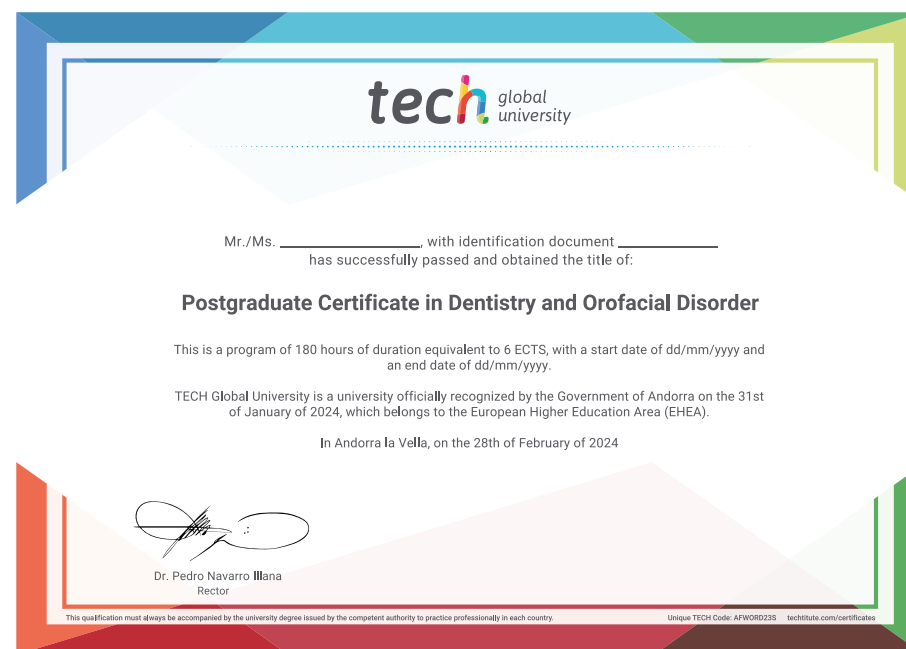 tech global
university
Mr./Ms. ____________________, with identification document ______________
has successfully passed and obtained the title of:
Postgraduate Certificate in Dentistry and Orofacial Disorder
This is a program of 180 hours of duration equivalent to 6 ECTS, with a start date of dd/mm/yyyy and
an end date of dd/mm/yyyy.
TECH Global University is a university officially recognized by the Government of Andorra on the 31st
of January of 2024, which belongs to the European Higher Education Area (EHEA).
In Andorra la Vella, on the 28th of February of 2024
Dr. Pedro Navarro Illana
Rector
This qualification must always be accompanied by the university degree issued by the competent authority to practice professionally in each country.
Unique TECH Code: AFWORD23S techtitute.com/certificates